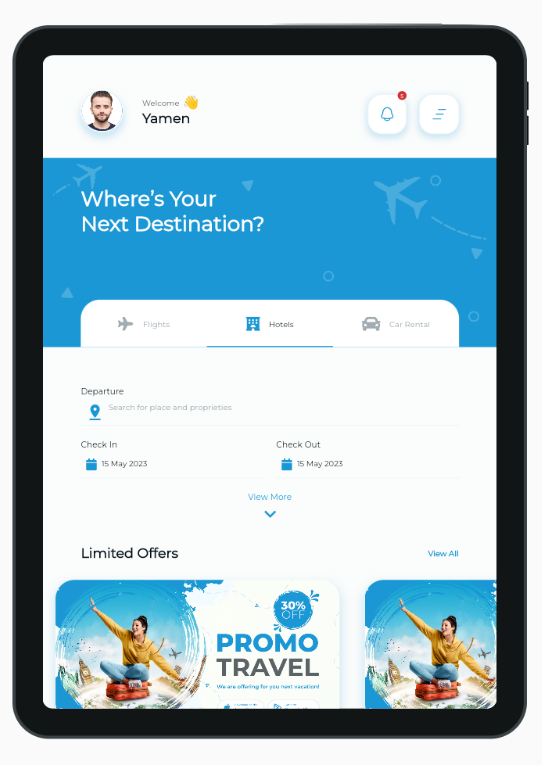 Welcome 👋
Yamen
5
Where's Your
Next Destination?
Flights
Hotels
Car Rental
Departure
Search for place and proprieties
Check In
Check Out
15 May 2023
15 May 2023
View More
Limited Offers
View All
30%
OFF
PROMO
TRAVEL
We are offering for you next vacation!